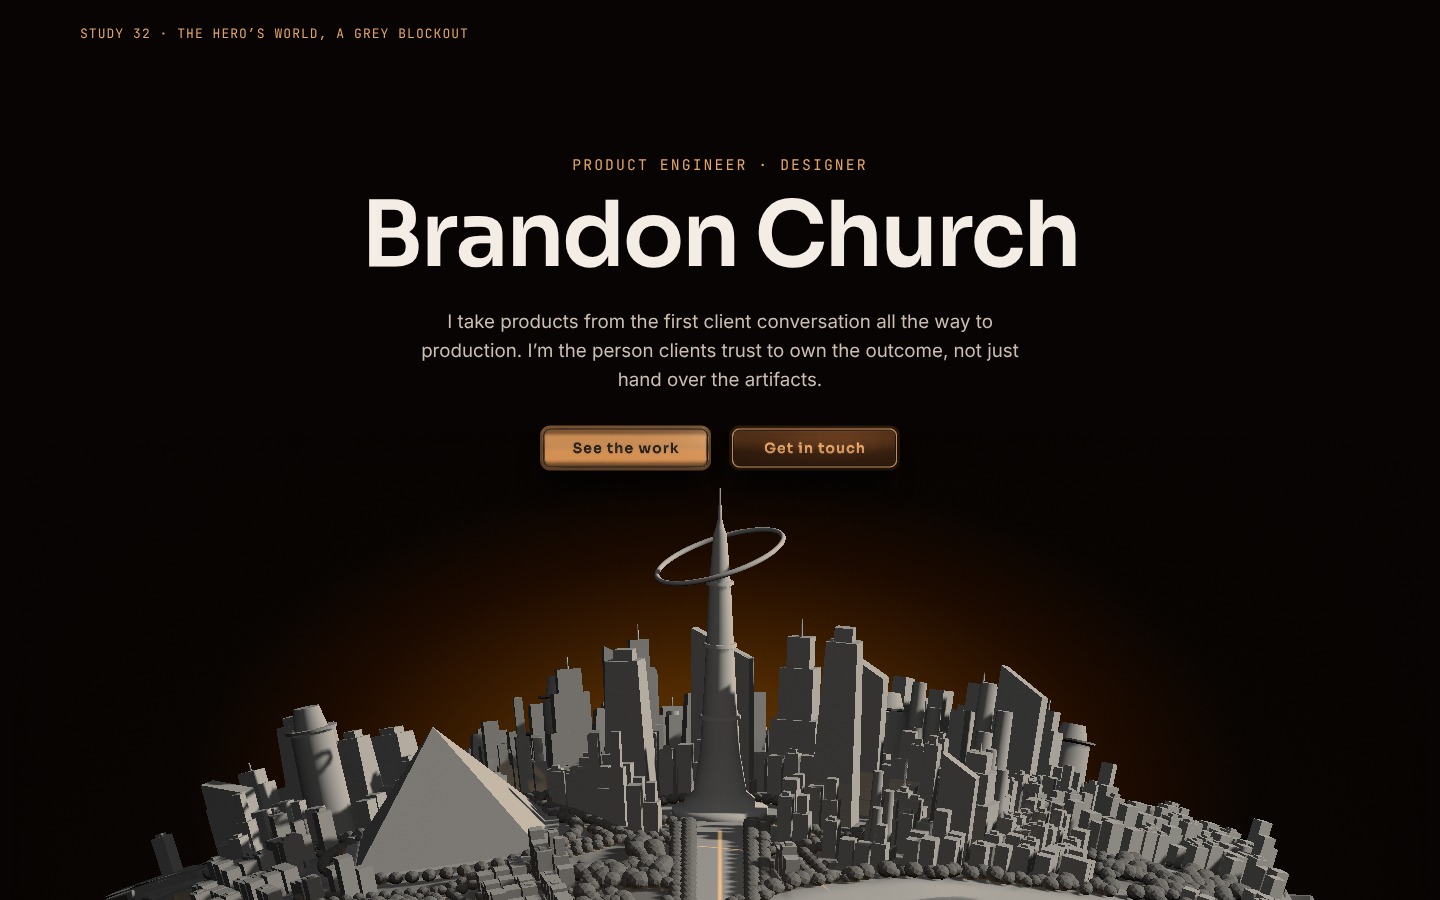 STUDY 32 · THE HERO’S WORLD, A GREY BLOCKOUT
PRODUCT ENGINEER · DESIGNER
Brandon Church
I take products from the first client conversation all the way to
production. I’m the person clients trust to own the outcome, not just
hand over the artifacts.
See the work
Get in touch